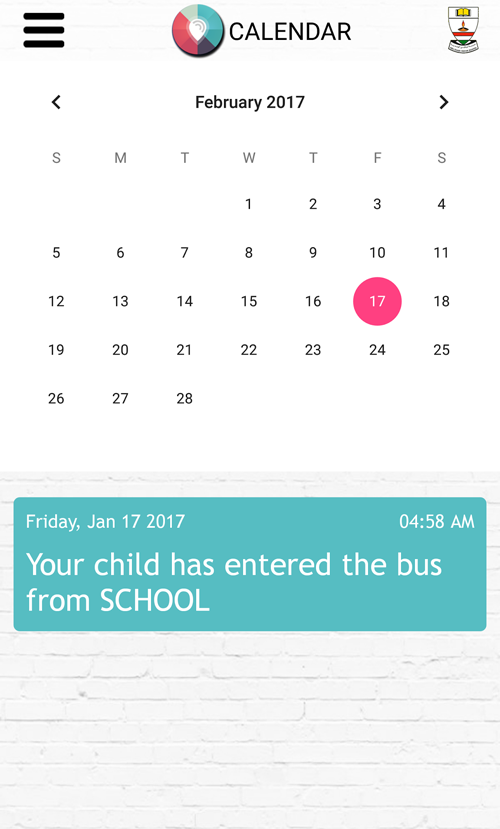 CALENDAR
February 2017
S M T W T F S
1 2 3 4
5 6 7 8 9 10 11
12 13 14 15 16 17 18
19 20 21 22 23 24 25
26 27 28
Friday, Jan 17 2017 04:58 AM
Your child has entered the bus
from SCHOOL